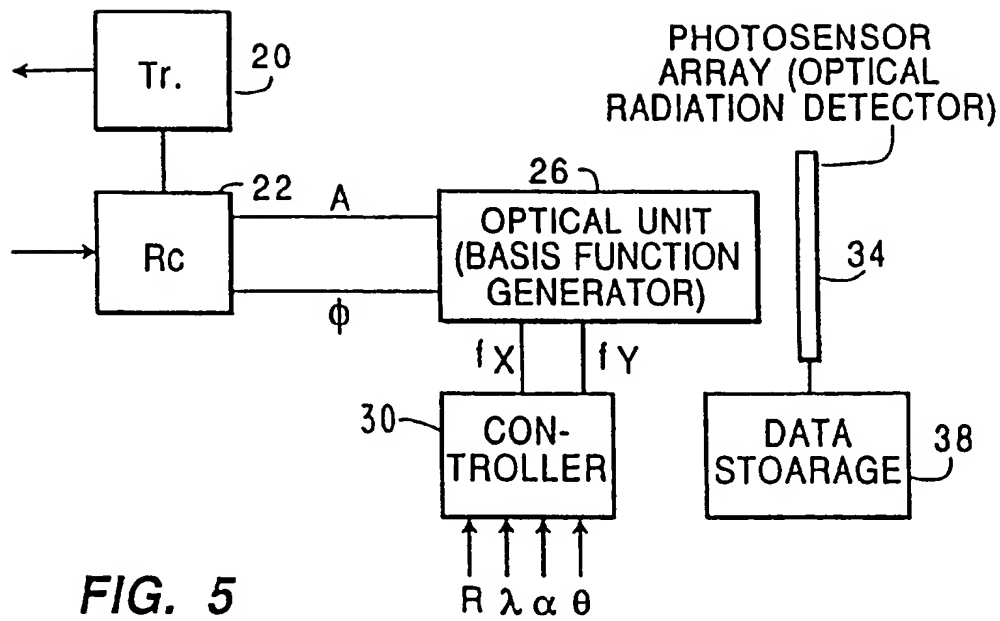 PHOTOSENSOR
ARRAY (OPTICAL
RADIATION DETECTOR)
Tr.
20
22
Rc
A
ϕ
26
OPTICAL UNIT
(BASIS FUNCTION
GENERATOR)
34
fX
fY
30
CON-
TROLLER
DATA
STOARAGE
38
R λ α θ
FIG. 5